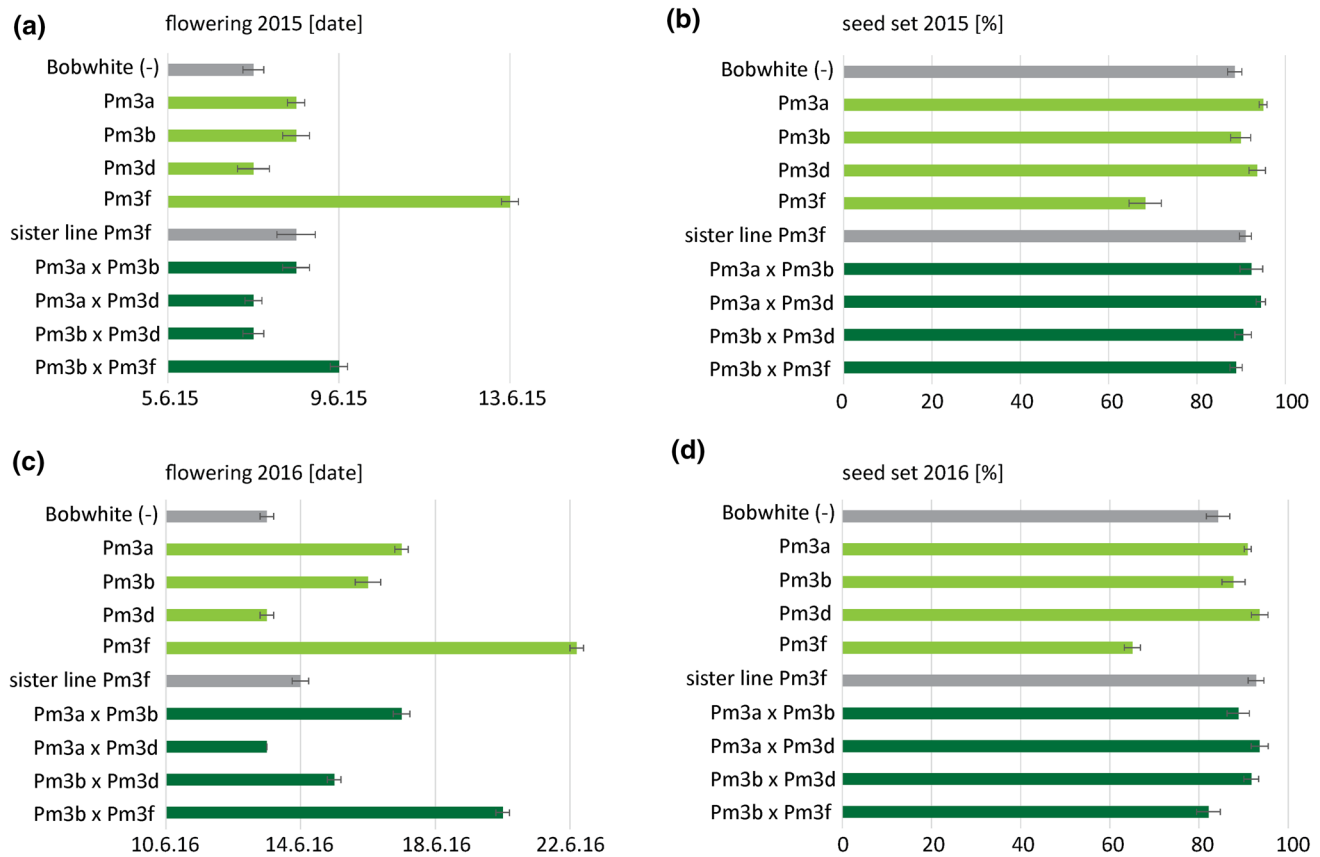 (a)
flowering 2015 [date]
Bobwhite (-)
Pm3a
Pm3b
Pm3d
Pm3f
sister line Pm3f
Pm3a x Pm3b
Pm3a x Pm3d
Pm3b x Pm3d
Pm3b x Pm3f
5.6.15 9.6.15 13.6.15
(b)
seed set 2015 [%]
Bobwhite (-)
Pm3a
Pm3b
Pm3d
Pm3f
sister line Pm3f
Pm3a x Pm3b
Pm3a x Pm3d
Pm3b x Pm3d
Pm3b x Pm3f
0 20 40 60 80 100
(c)
flowering 2016 [date]
Bobwhite (-)
Pm3a
Pm3b
Pm3d
Pm3f
sister line Pm3f
Pm3a x Pm3b
Pm3a x Pm3d
Pm3b x Pm3d
Pm3b x Pm3f
10.6.16 14.6.16 18.6.16 22.6.16
(d)
seed set 2016 [%]
Bobwhite (-)
Pm3a
Pm3b
Pm3d
Pm3f
sister line Pm3f
Pm3a x Pm3b
Pm3a x Pm3d
Pm3b x Pm3d
Pm3b x Pm3f
0 20 40 60 80 100